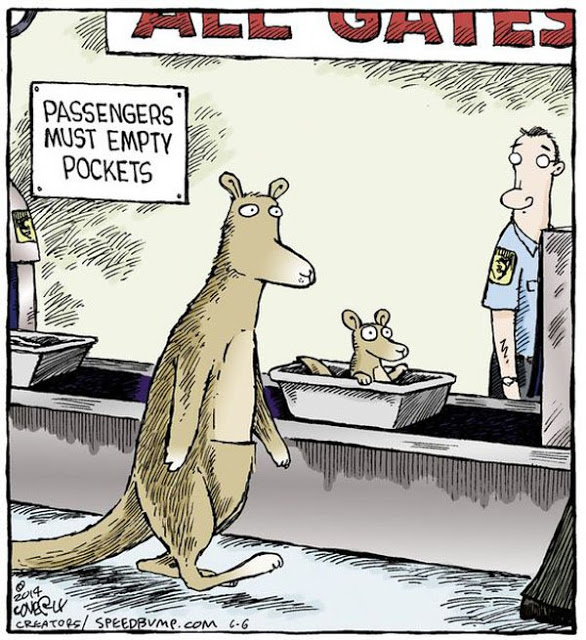 ALL GATES
PASSENGERS
MUST EMPTY
POCKETS
© 2014
COVERLY
CREATORS/ SPEEDBUMP.COM 6-6